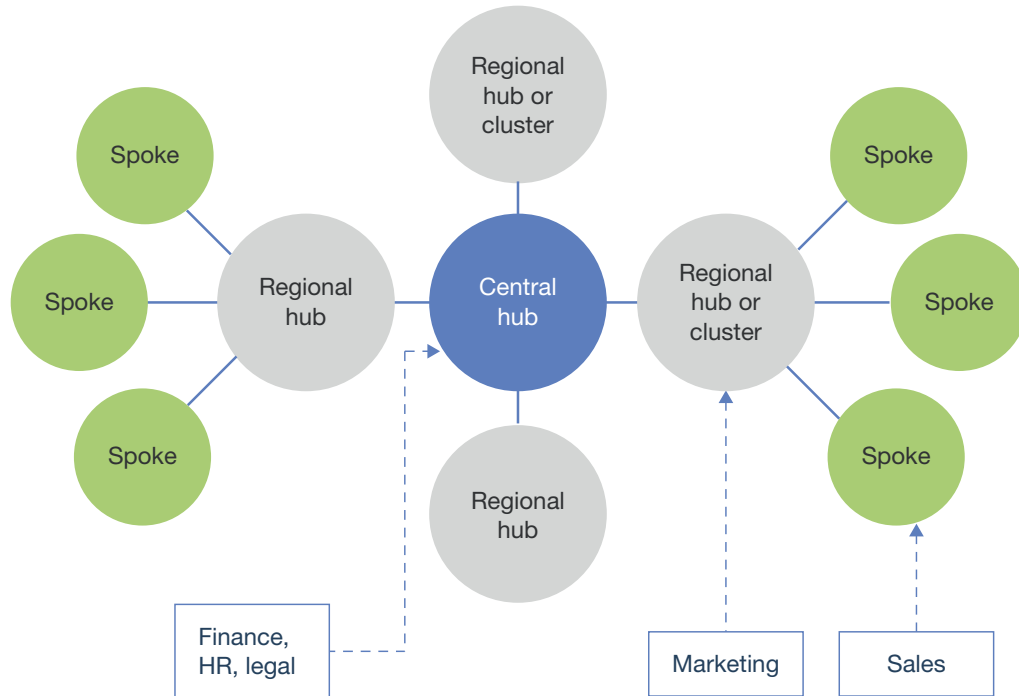 Regional
hub or
cluster
Spoke
Spoke
Spoke
Regional
hub
Central
hub
Regional
hub or
cluster
Spoke
Spoke
Spoke
Spoke
Regional
hub
Finance,
HR, legal
Marketing
Sales